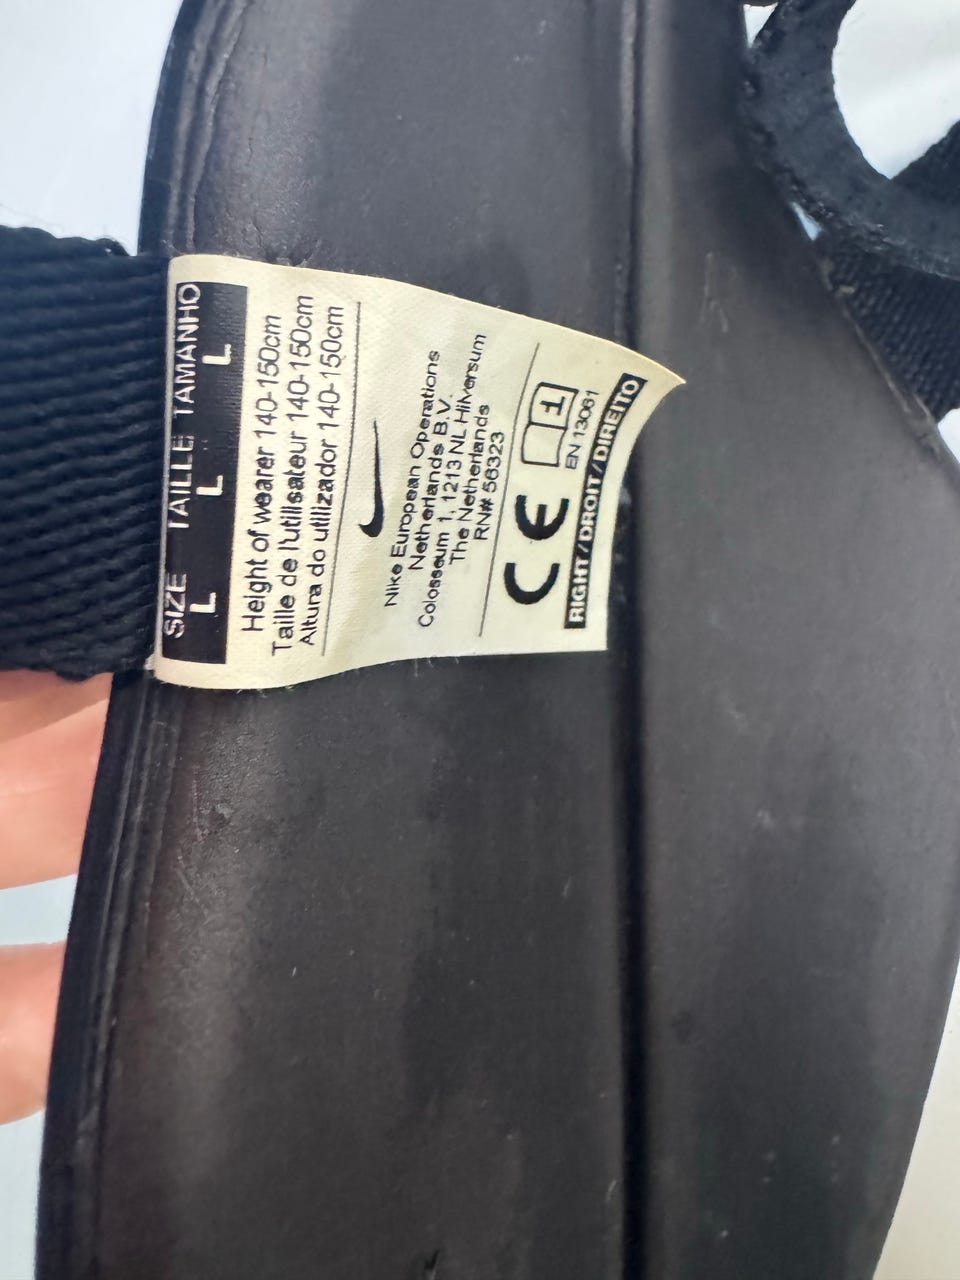 SIZE TAILLE TAMANHO
L L L
Height of wearer 140-150cm
Taille de l'utilisateur 140-150cm
Altura do utilizador 140-150cm
Nike European Operations
Netherlands B.V.
Colosseum 1, 1213 NL Hilversum
The Netherlands
RN# 56323
CE
1
EN 13061
RIGHT/DROIT/DIREITO